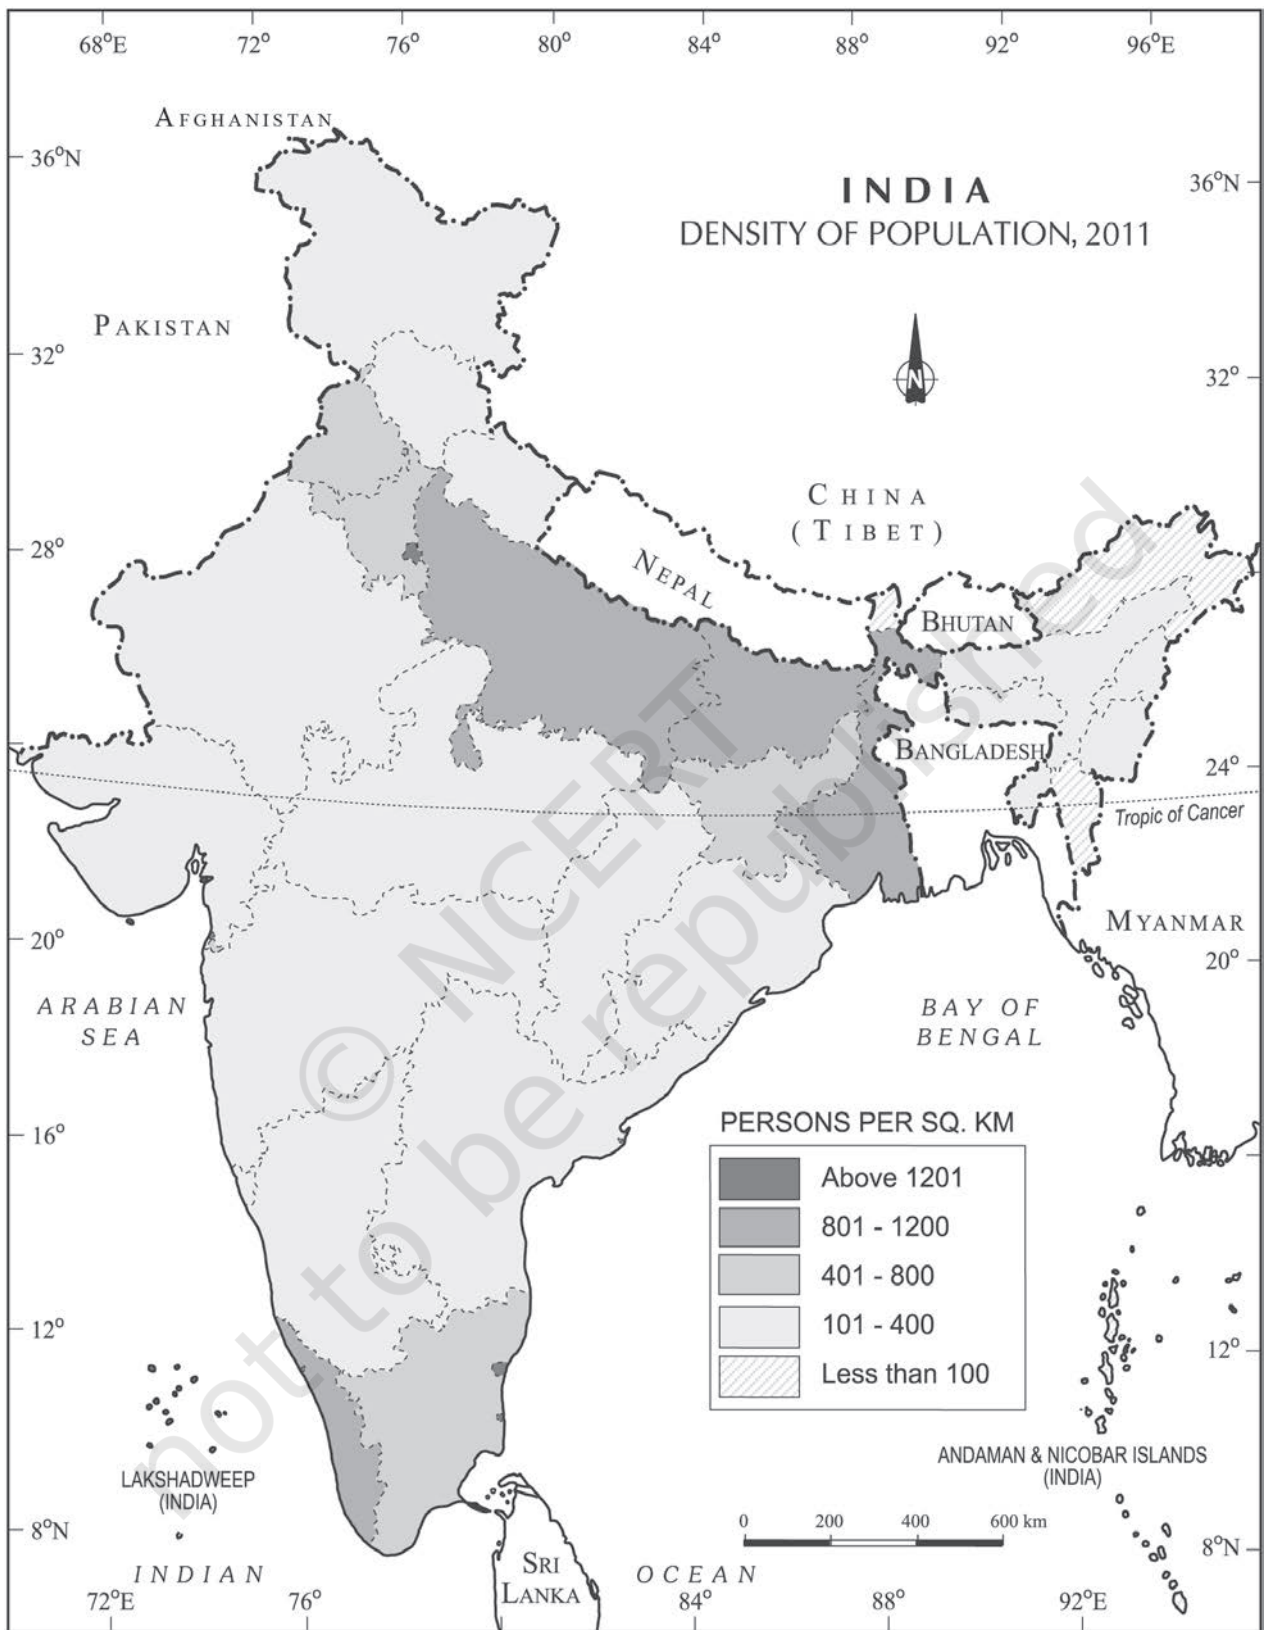 68°E 72° 76° 80° 84° 88° 92° 96°E
AFGHANISTAN
36°N
INDIA
36°N
DENSITY OF POPULATION, 2011
PAKISTAN
32°
N
32°
CHINA
(TIBET)
28°
NEPAL
BHUTAN
BANGLADESH
24°
Tropic of Cancer
MYANMAR
20°
20°
ARABIAN
SEA
BAY OF
BENGAL
© NCERT
not to be republished
16°
PERSONS PER SQ. KM
Above 1201
801 - 1200
401 - 800
101 - 400
Less than 100
12°
12°
LAKSHADWEEP
(INDIA)
ANDAMAN & NICOBAR ISLANDS
(INDIA)
0 200 400 600 km
8°N
8°N
SRI
LANKA
INDIAN OCEAN
72°E 76° 84° 88° 92°E